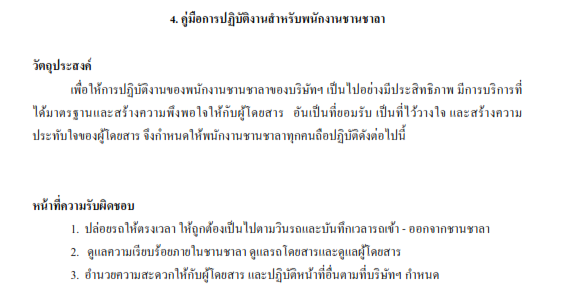 4. คู่มือการปฏิบัติงานสำหรับพนักงานชานชาลา
วัตถุประสงค์
เพื่อให้การปฏิบัติงานของพนักงานชานชาลาของบริษัทฯ เป็นไปอย่างมีประสิทธิภาพ มีการบริการที่
ได้มาตรฐานและสร้างความพึงพอใจให้กับผู้โดยสาร อันเป็นที่ยอมรับ เป็นที่ไว้วางใจ และสร้างความ
ประทับใจของผู้โดยสาร จึงกำหนดให้พนักงานชานชาลาทุกคนถือปฏิบัติดังต่อไปนี้
หน้าที่ความรับผิดชอบ
1. ปล่อยรถให้ตรงเวลา ให้ถูกต้องเป็นไปตามวินรถและบันทึกเวลารถเข้า - ออกจากชานชาลา
2. ดูแลความเรียบร้อยภายในชานชาลา ดูแลรถโดยสารและดูแลผู้โดยสาร
3. อำนวยความสะดวกให้กับผู้โดยสาร และปฏิบัติหน้าที่อื่นตามที่บริษัทฯ กำหนด